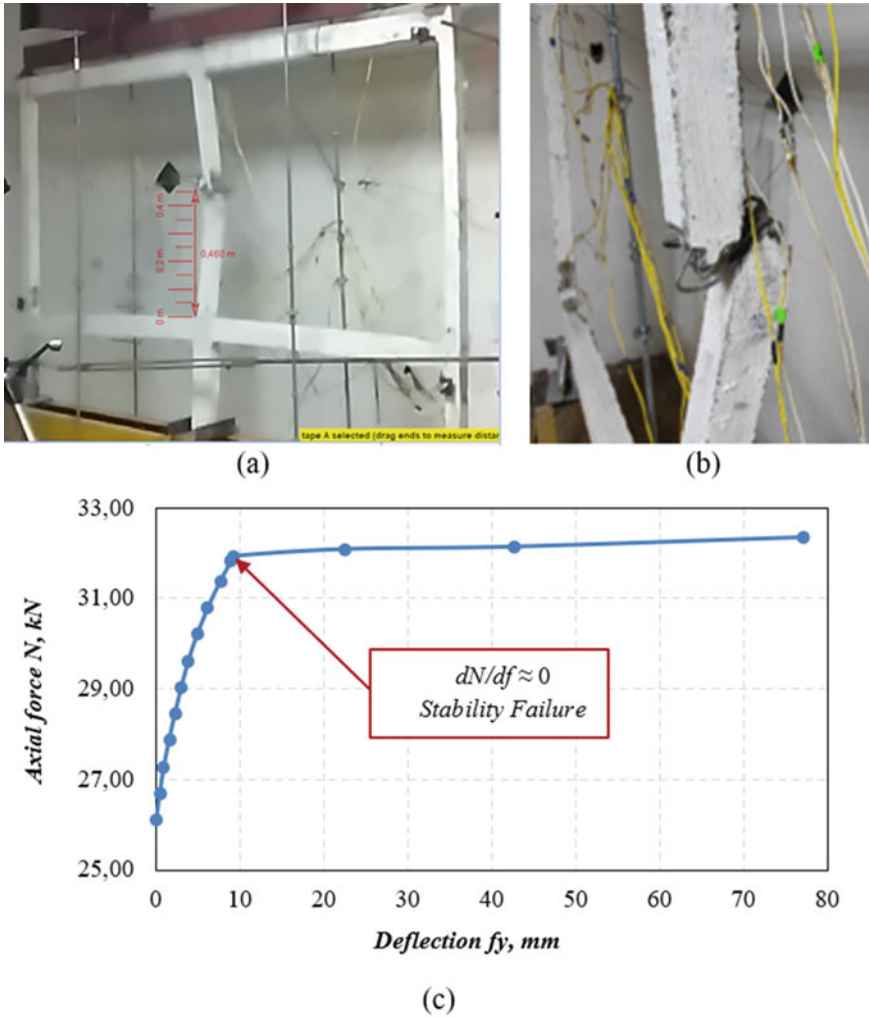 0,4 m
0,460 m
0,2 m
0 m
tape A selected (drag ends to measure distan
(a)
(b)
33,00
31,00
29,00
27,00
25,00
Axial force N, kN
dN/df ≈ 0
Stability Failure
0
10
20
30
40
50
60
70
80
Deflection fy, mm
(c)